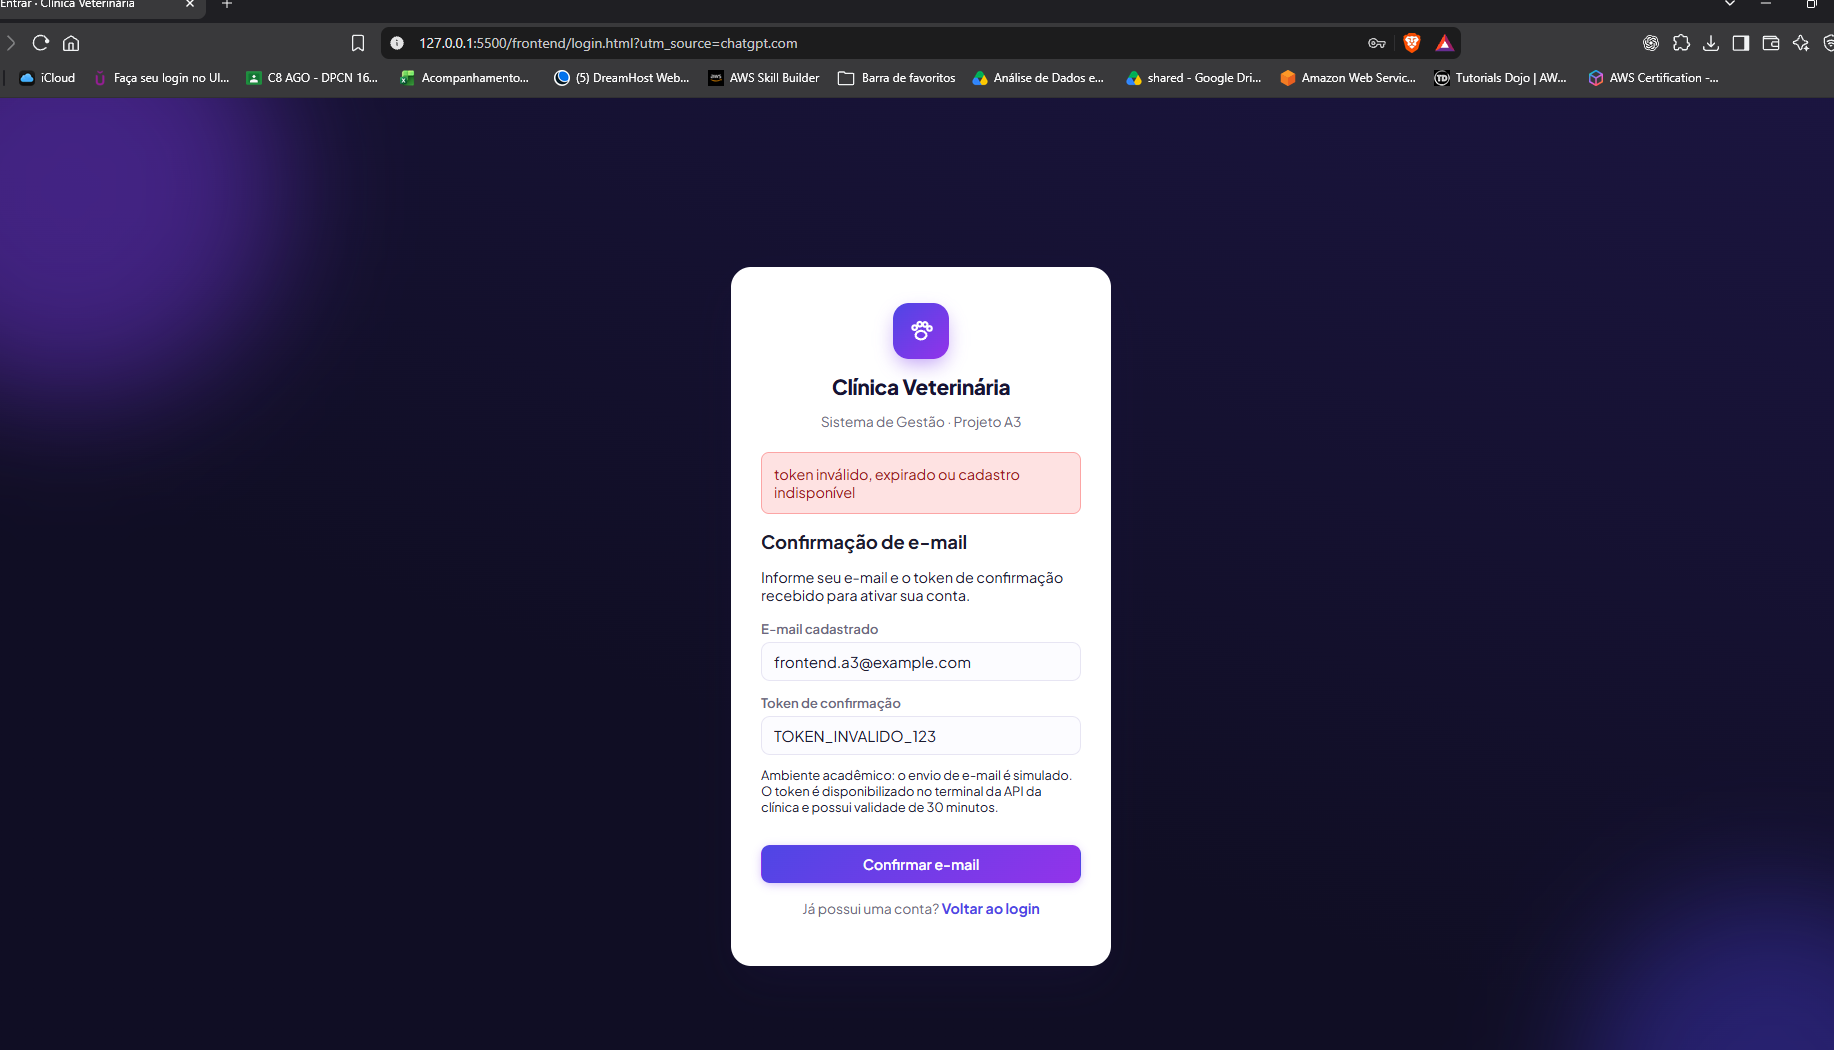 Entrar · Clínica Veterinária
127.0.0.1:5500/frontend/login.html?utm_source=chatgpt.com
iCloud
Faça seu login no UI...
C8 AGO - DPCN 16...
Acompanhamento...
(5) DreamHost Web...
aws
AWS Skill Builder
Barra de favoritos
Análise de Dados e...
shared - Google Dri...
Amazon Web Servic...
TD
Tutorials Dojo | AW...
AWS Certification -...
Clínica Veterinária
Sistema de Gestão · Projeto A3
token inválido, expirado ou cadastro
indisponível
Confirmação de e-mail
Informe seu e-mail e o token de confirmação
recebido para ativar sua conta.
E-mail cadastrado
frontend.a3@example.com
Token de confirmação
TOKEN_INVALIDO_123
Ambiente acadêmico: o envio de e-mail é simulado.
O token é disponibilizado no terminal da API da
clínica e possui validade de 30 minutos.
Confirmar e-mail
Já possui uma conta? Voltar ao login